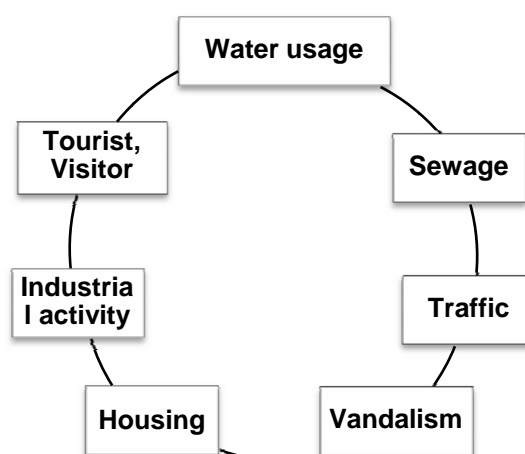 Water usage
Tourist,
Visitor
Sewage
Industria
l activity
Traffic
Housing
Vandalism